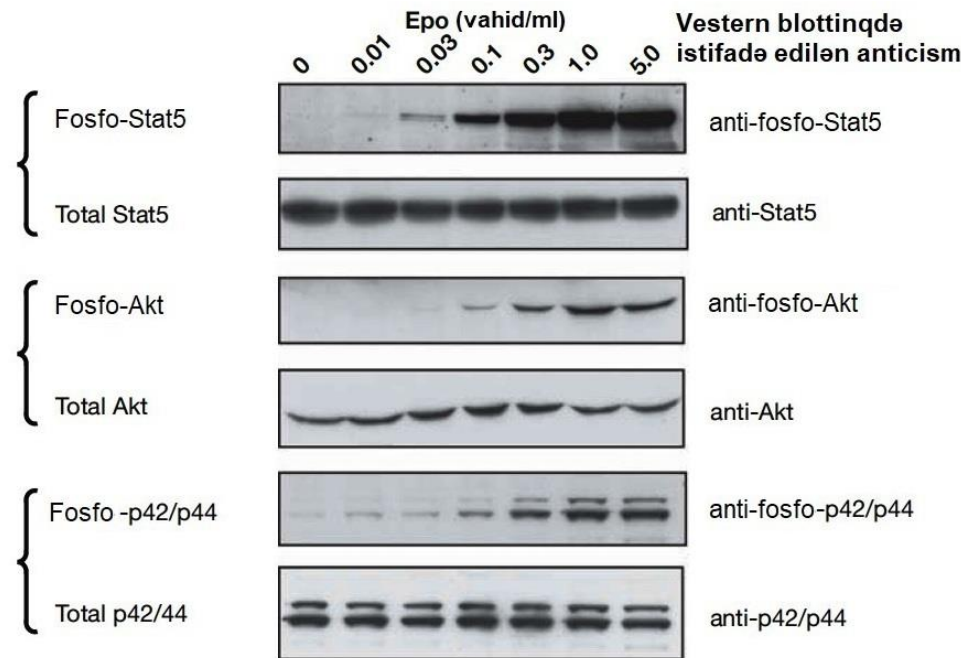 Epo (vahid/ml)
Vestern blottinqdə
istifadə edilən anticism
0 0.01 0.03 0.1 0.3 1.0 5.0
Fosfo-Stat5
anti-fosfo-Stat5
Total Stat5
anti-Stat5
Fosfo-Akt
anti-fosfo-Akt
Total Akt
anti-Akt
Fosfo -p42/p44
anti-fosfo-p42/p44
Total p42/44
anti-p42/p44